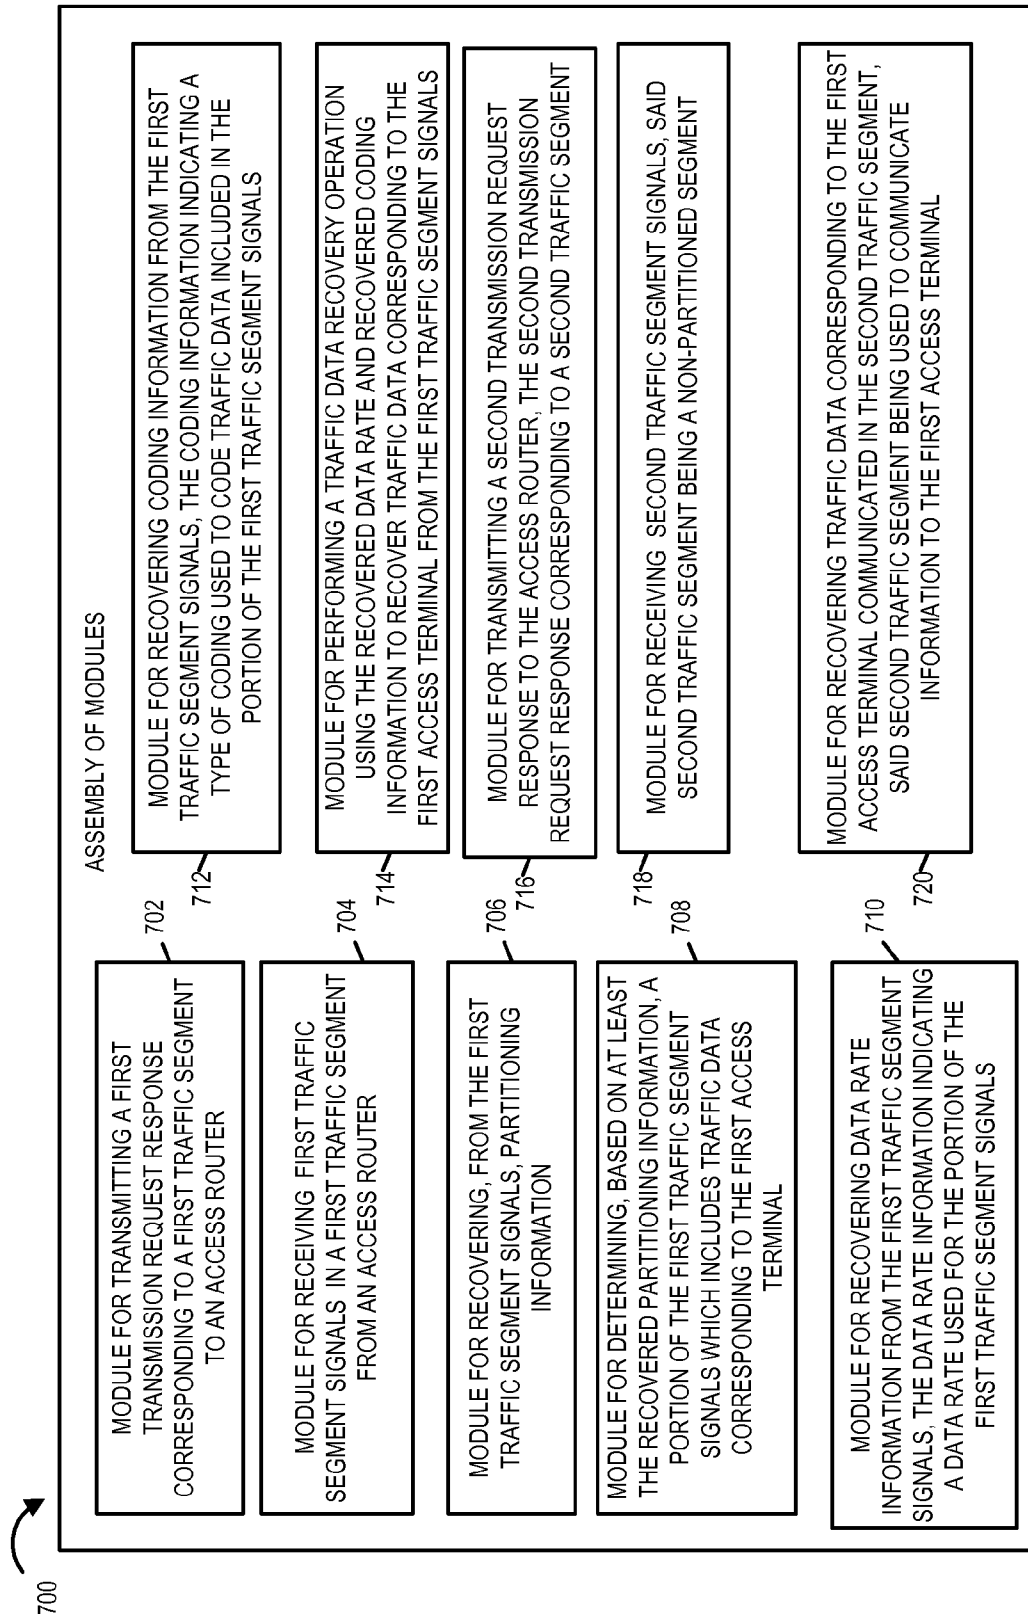 700
ASSEMBLY OF MODULES
MODULE FOR TRANSMITTING A FIRST
TRANSMISSION REQUEST RESPONSE
CORRESPONDING TO A FIRST TRAFFIC SEGMENT
TO AN ACCESS ROUTER
702
MODULE FOR RECEIVING FIRST TRAFFIC
SEGMENT SIGNALS IN A FIRST TRAFFIC SEGMENT
FROM AN ACCESS ROUTER
704
MODULE FOR RECOVERING, FROM THE FIRST
TRAFFIC SEGMENT SIGNALS, PARTITIONING
INFORMATION
706
MODULE FOR DETERMINING, BASED ON AT LEAST
THE RECOVERED PARTITIONING INFORMATION, A
PORTION OF THE FIRST TRAFFIC SEGMENT
SIGNALS WHICH INCLUDES TRAFFIC DATA
CORRESPONDING TO THE FIRST ACCESS
TERMINAL
708
MODULE FOR RECOVERING DATA RATE
INFORMATION FROM THE FIRST TRAFFIC SEGMENT
SIGNALS, THE DATA RATE INFORMATION INDICATING
A DATA RATE USED FOR THE PORTION OF THE
FIRST TRAFFIC SEGMENT SIGNALS
710
MODULE FOR RECOVERING CODING INFORMATION FROM THE FIRST
TRAFFIC SEGMENT SIGNALS, THE CODING INFORMATION INDICATING A
TYPE OF CODING USED TO CODE TRAFFIC DATA INCLUDED IN THE
PORTION OF THE FIRST TRAFFIC SEGMENT SIGNALS
712
MODULE FOR PERFORMING A TRAFFIC DATA RECOVERY OPERATION
USING THE RECOVERED DATA RATE AND RECOVERED CODING
INFORMATION TO RECOVER TRAFFIC DATA CORRESPONDING TO THE
FIRST ACCESS TERMINAL FROM THE FIRST TRAFFIC SEGMENT SIGNALS
714
MODULE FOR TRANSMITTING A SECOND TRANSMISSION REQUEST
RESPONSE TO THE ACCESS ROUTER, THE SECOND TRANSMISSION
REQUEST RESPONSE CORRESPONDING TO A SECOND TRAFFIC SEGMENT
716
MODULE FOR RECEIVING SECOND TRAFFIC SEGMENT SIGNALS, SAID
SECOND TRAFFIC SEGMENT BEING A NON-PARTITIONED SEGMENT
718
MODULE FOR RECOVERING TRAFFIC DATA CORRESPONDING TO THE FIRST
ACCESS TERMINAL COMMUNICATED IN THE SECOND TRAFFIC SEGMENT,
SAID SECOND TRAFFIC SEGMENT BEING USED TO COMMUNICATE
INFORMATION TO THE FIRST ACCESS TERMINAL
720